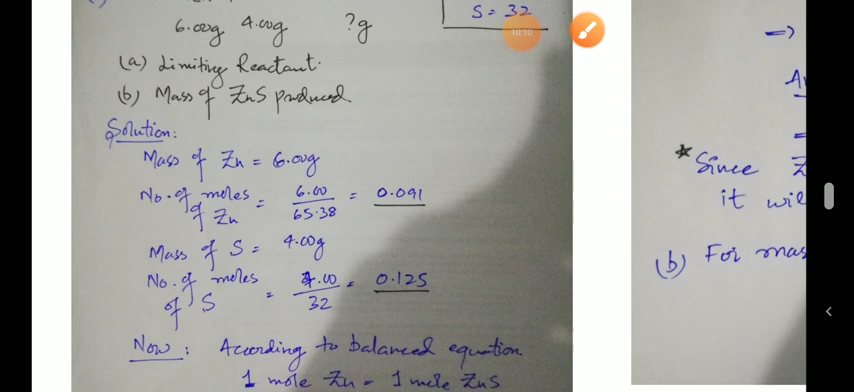 S = 32
6.00g 4.00g ?g
10:10
(a) Limiting Reactant.
(b) Mass of ZnS produced.
Solution:
Mass of Zn = 6.00g
No. of moles of Zn = 6.00 / 65.38 = 0.091
Mass of S = 4.00g
No. of moles of S = 4.00 / 32 = 0.125
Now: According to balanced equation.
1 mole Zn = 1 mole ZnS
=>
=
* Since Z
it wil
(b) For mas